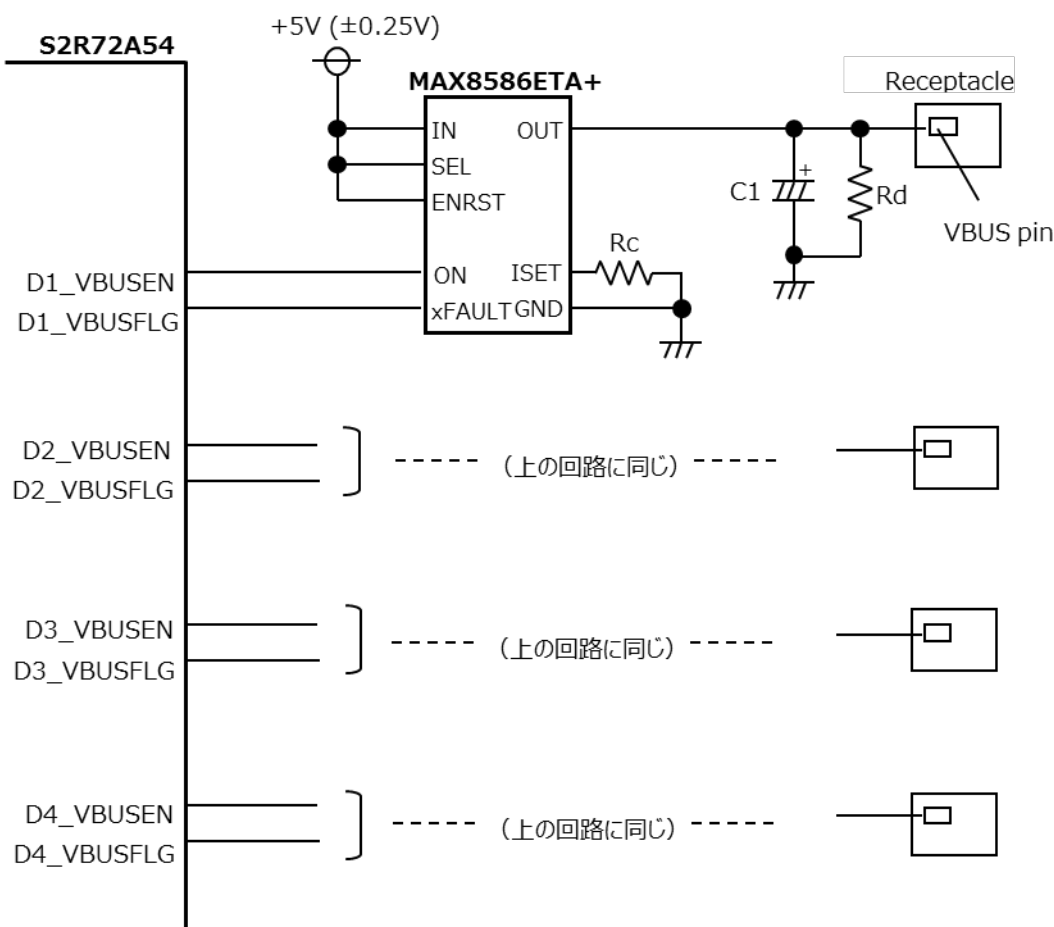 +5V (±0.25V)
S2R72A54
MAX8586ETA+
Receptacle
IN
OUT
SEL
ENRST
C1
+
Rd
VBUS pin
Rc
D1_VBUSEN
ON
ISET
D1_VBUSFLG
xFAULT
GND
D2_VBUSEN
D2_VBUSFLG
（上の回路に同じ）
D3_VBUSEN
D3_VBUSFLG
（上の回路に同じ）
D4_VBUSEN
D4_VBUSFLG
（上の回路に同じ）